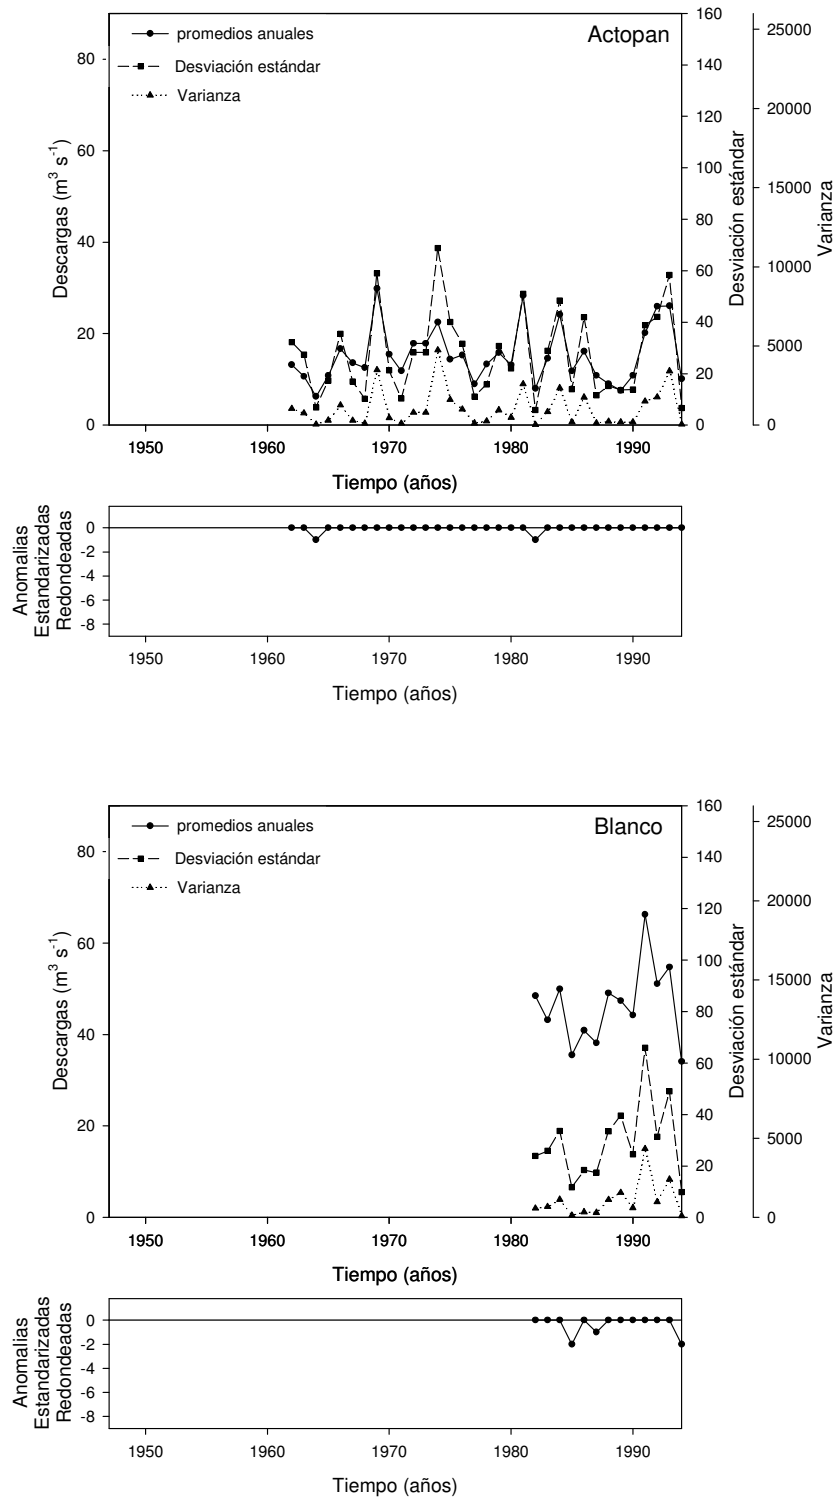 Actopan
promedios anuales
Desviación estándar
Varianza
Descargas (m³ s⁻¹)
80
60
40
20
0
160
140
120
100
80
60
40
20
0
Desviación estándar
25000
20000
15000
10000
5000
0
Varianza
1950 1960 1970 1980 1990
Tiempo (años)
Anomalias
Estandarizadas
Redondeadas
0
-2
-4
-6
-8
1950 1960 1970 1980 1990
Tiempo (años)
Blanco
promedios anuales
Desviación estándar
Varianza
Descargas (m³ s⁻¹)
80
60
40
20
0
160
140
120
100
80
60
40
20
0
Desviación estándar
25000
20000
15000
10000
5000
0
Varianza
1950 1960 1970 1980 1990
Tiempo (años)
Anomalias
Estandarizadas
Redondeadas
0
-2
-4
-6
-8
1950 1960 1970 1980 1990
Tiempo (años)